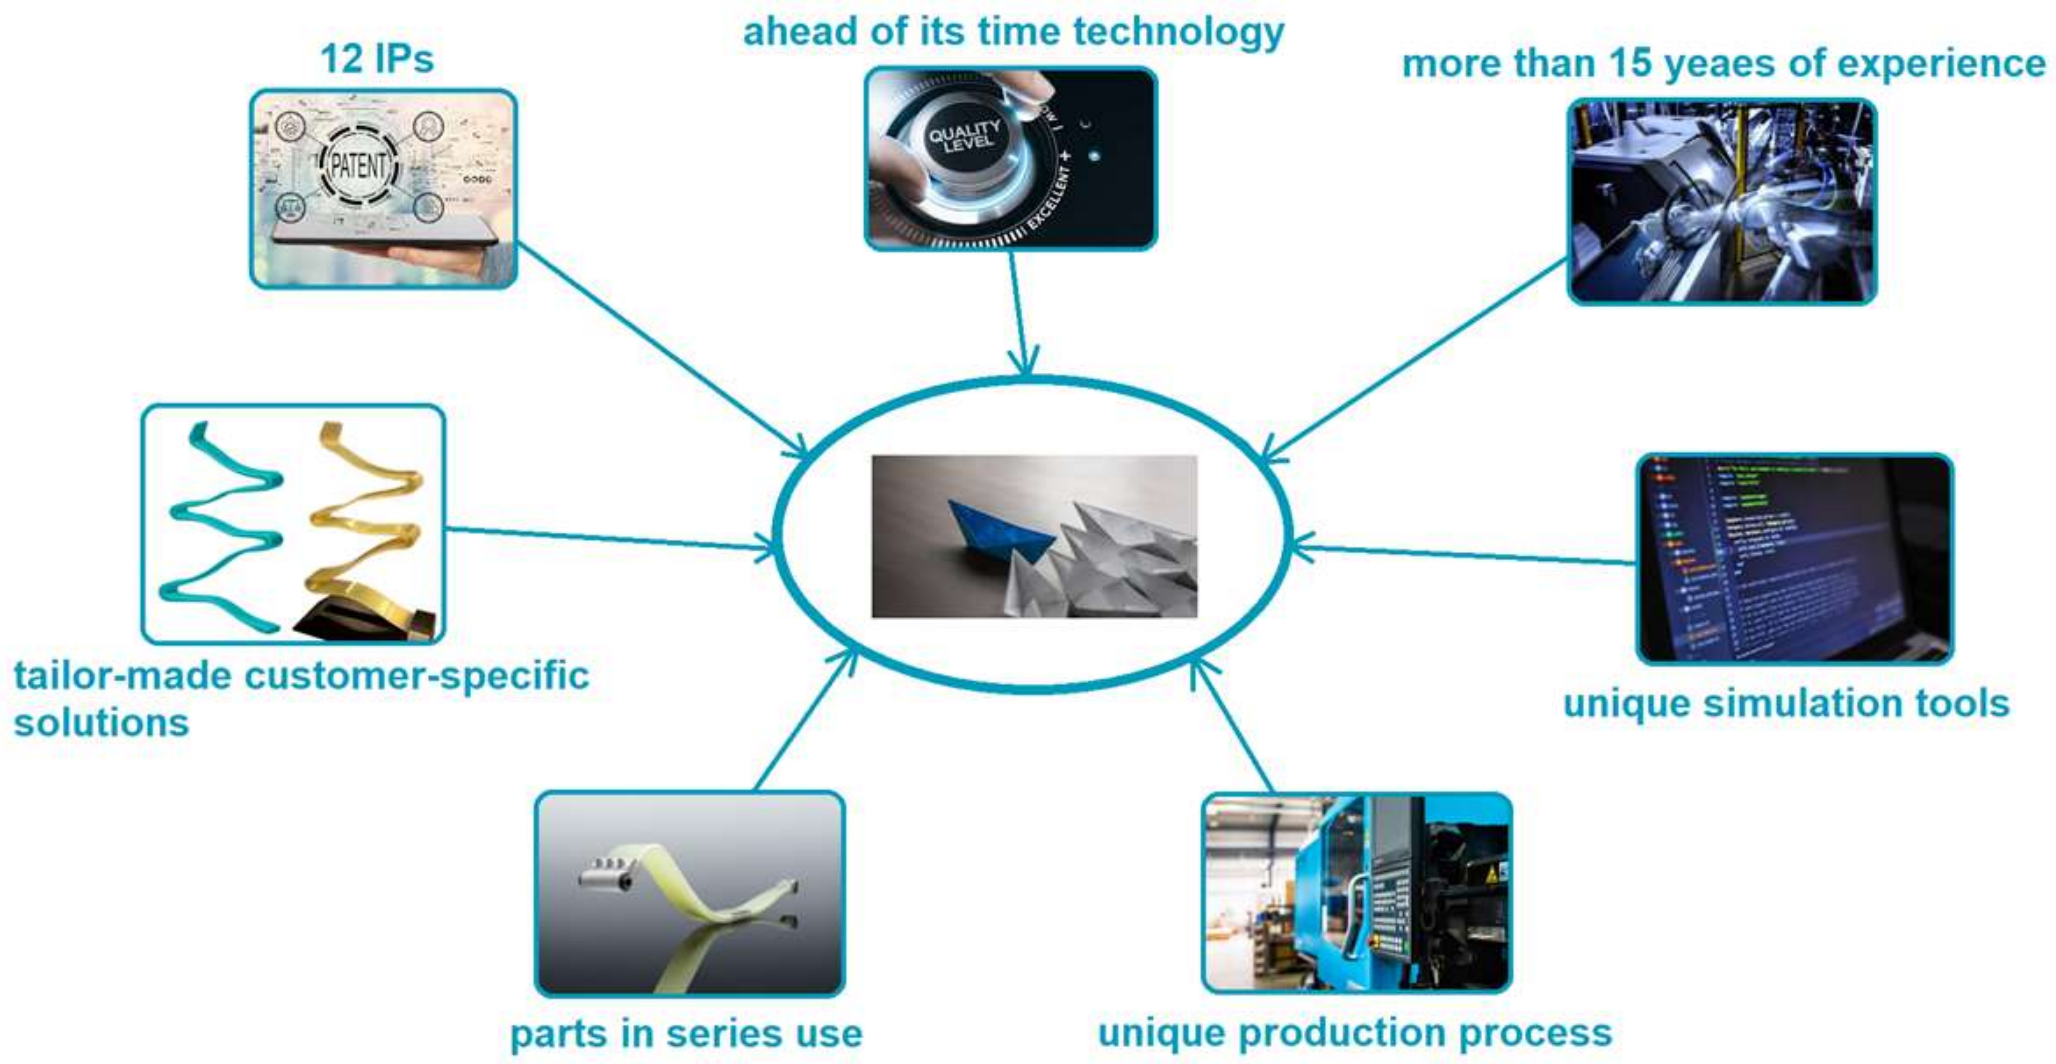 12 IPs
ahead of its time technology
more than 15 yeaes of experience
PATENT
QUALITY
LEVEL
EXCELLENT +
tailor-made customer-specific
solutions
unique simulation tools
parts in series use
unique production process